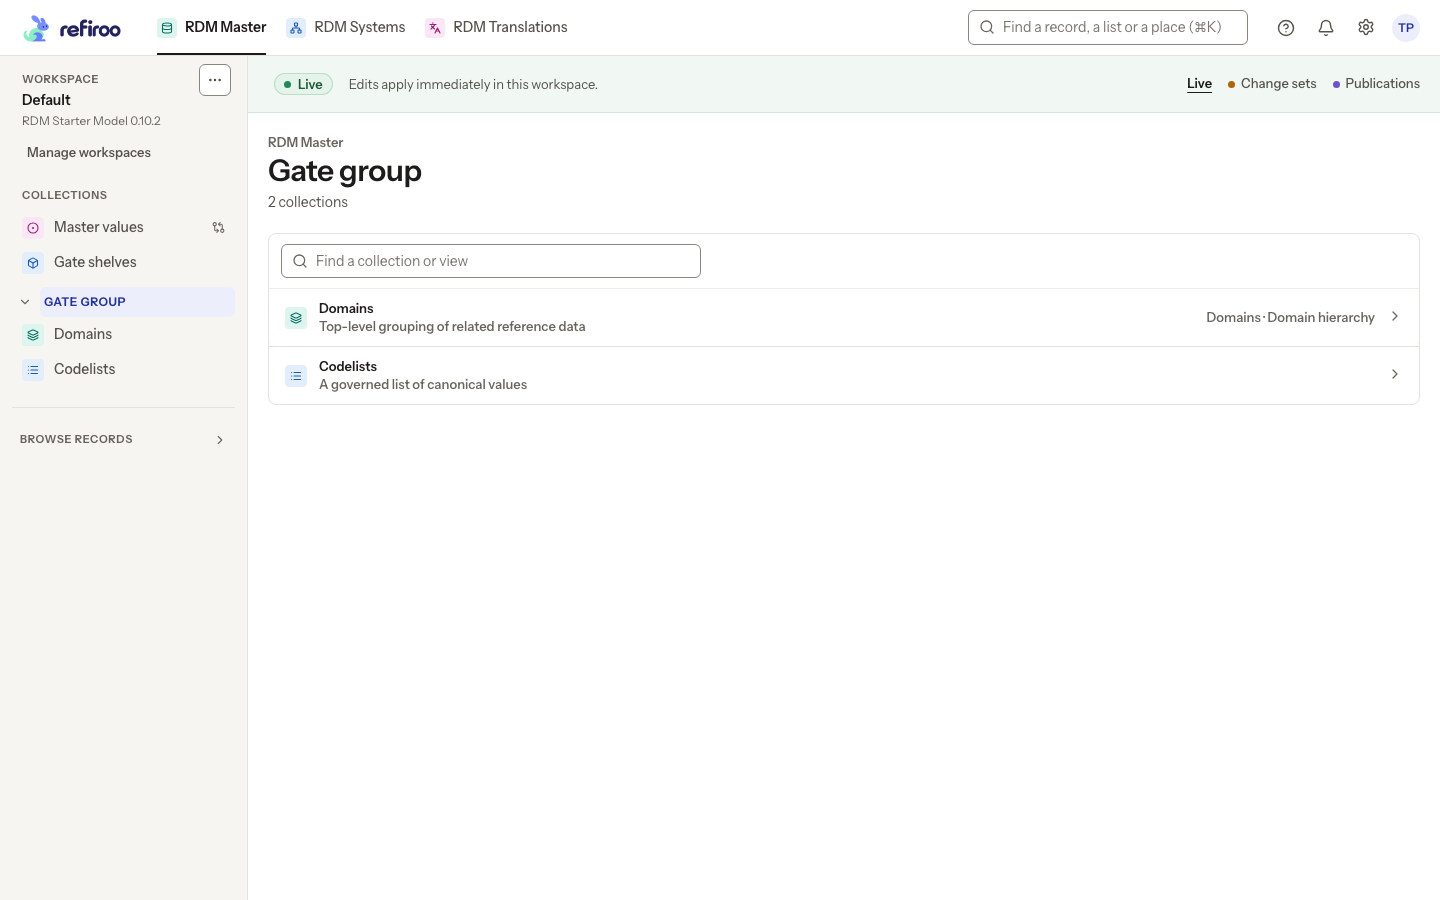 refiroo
RDM Master
RDM Systems
RDM Translations
Find a record, a list or a place (⌘K)
TP
WORKSPACE
Default
RDM Starter Model 0.10.2
Manage workspaces
COLLECTIONS
Master values
Gate shelves
GATE GROUP
Domains
Codelists
BROWSE RECORDS
Live
Edits apply immediately in this workspace.
Live
Change sets
Publications
RDM Master
Gate group
2 collections
Find a collection or view
Domains
Top-level grouping of related reference data
Domains · Domain hierarchy
Codelists
A governed list of canonical values